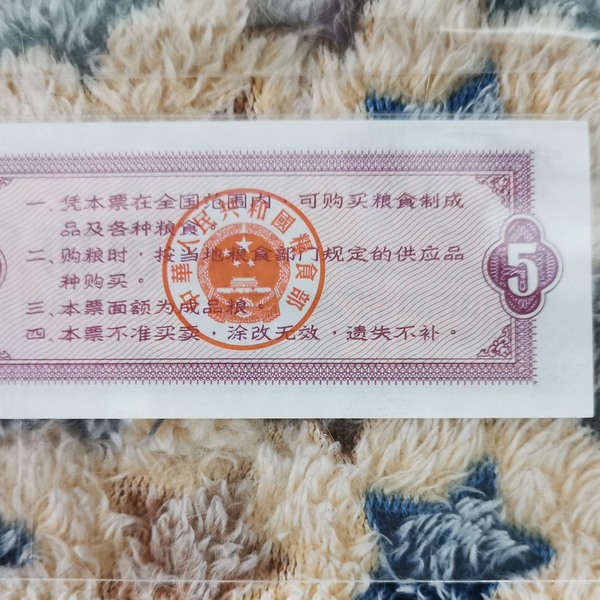 一、凭本票在全国范围内，可购买粮食制成
品及各种粮食。
二、购粮时，按当地粮食部门规定的供应品
种购买。
三、本票面额为成品粮。
四、本票不准买卖，涂改无效，遗失不补。
中華人民共和國粮食部
5